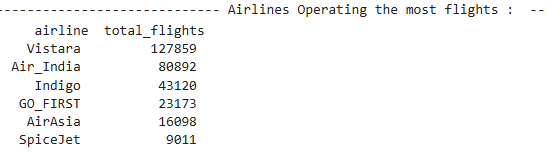 ---------------------------- Airlines Operating the most flights :  --
airline  total_flights
Vistara  127859
Air_India  80892
Indigo  43120
GO_FIRST  23173
AirAsia  16098
SpiceJet  9011